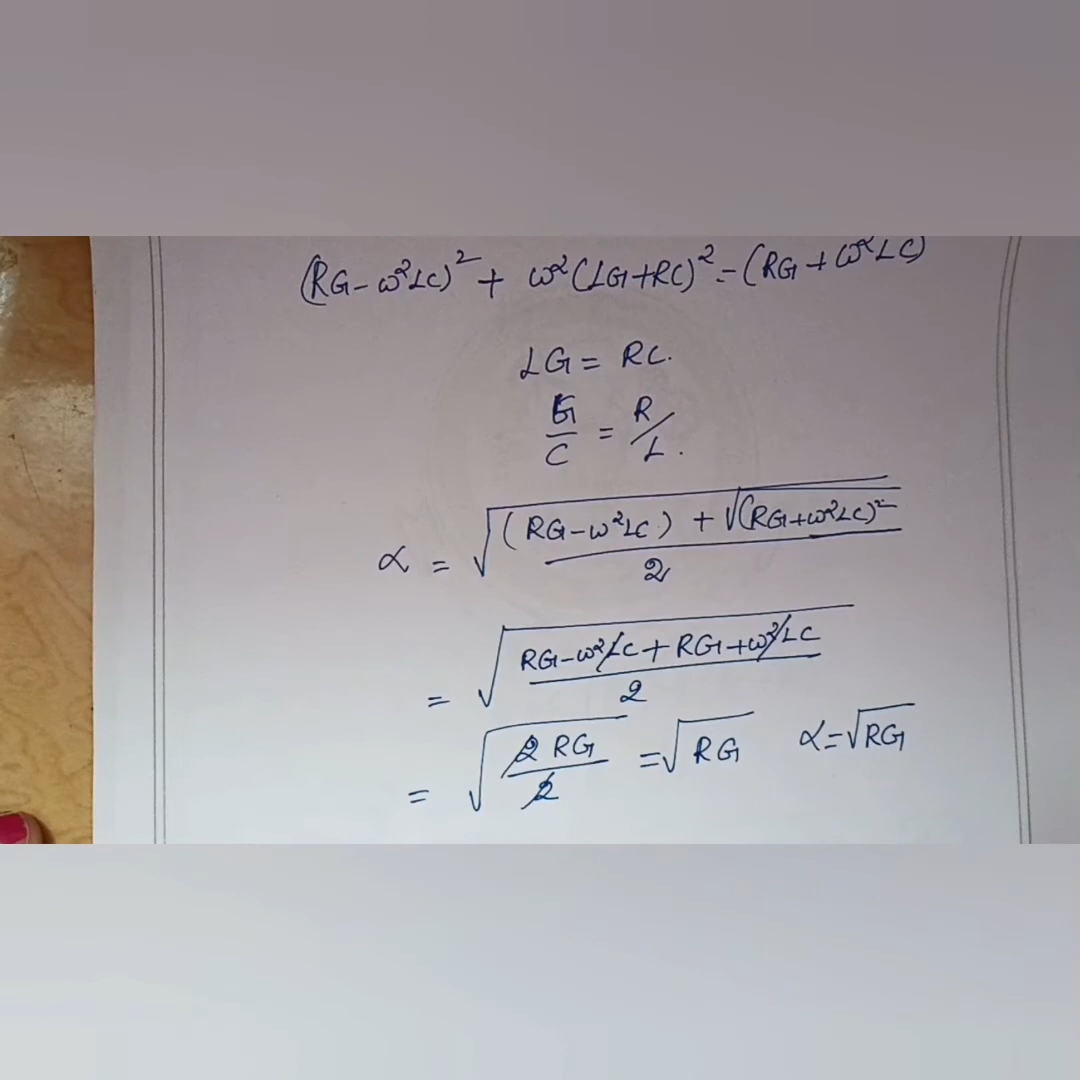 (RG-ω²LC)² + ω²(LG+RC)² = (RG+ω²LC)
LG = RC.
G/C = R/L.
α = √(((RG-ω²LC) + √(RG+ω²LC)²)/2)
= √((RG-ω²LC+RG+ω²LC)/2)
= √(2RG/2) = √RG α=√RG